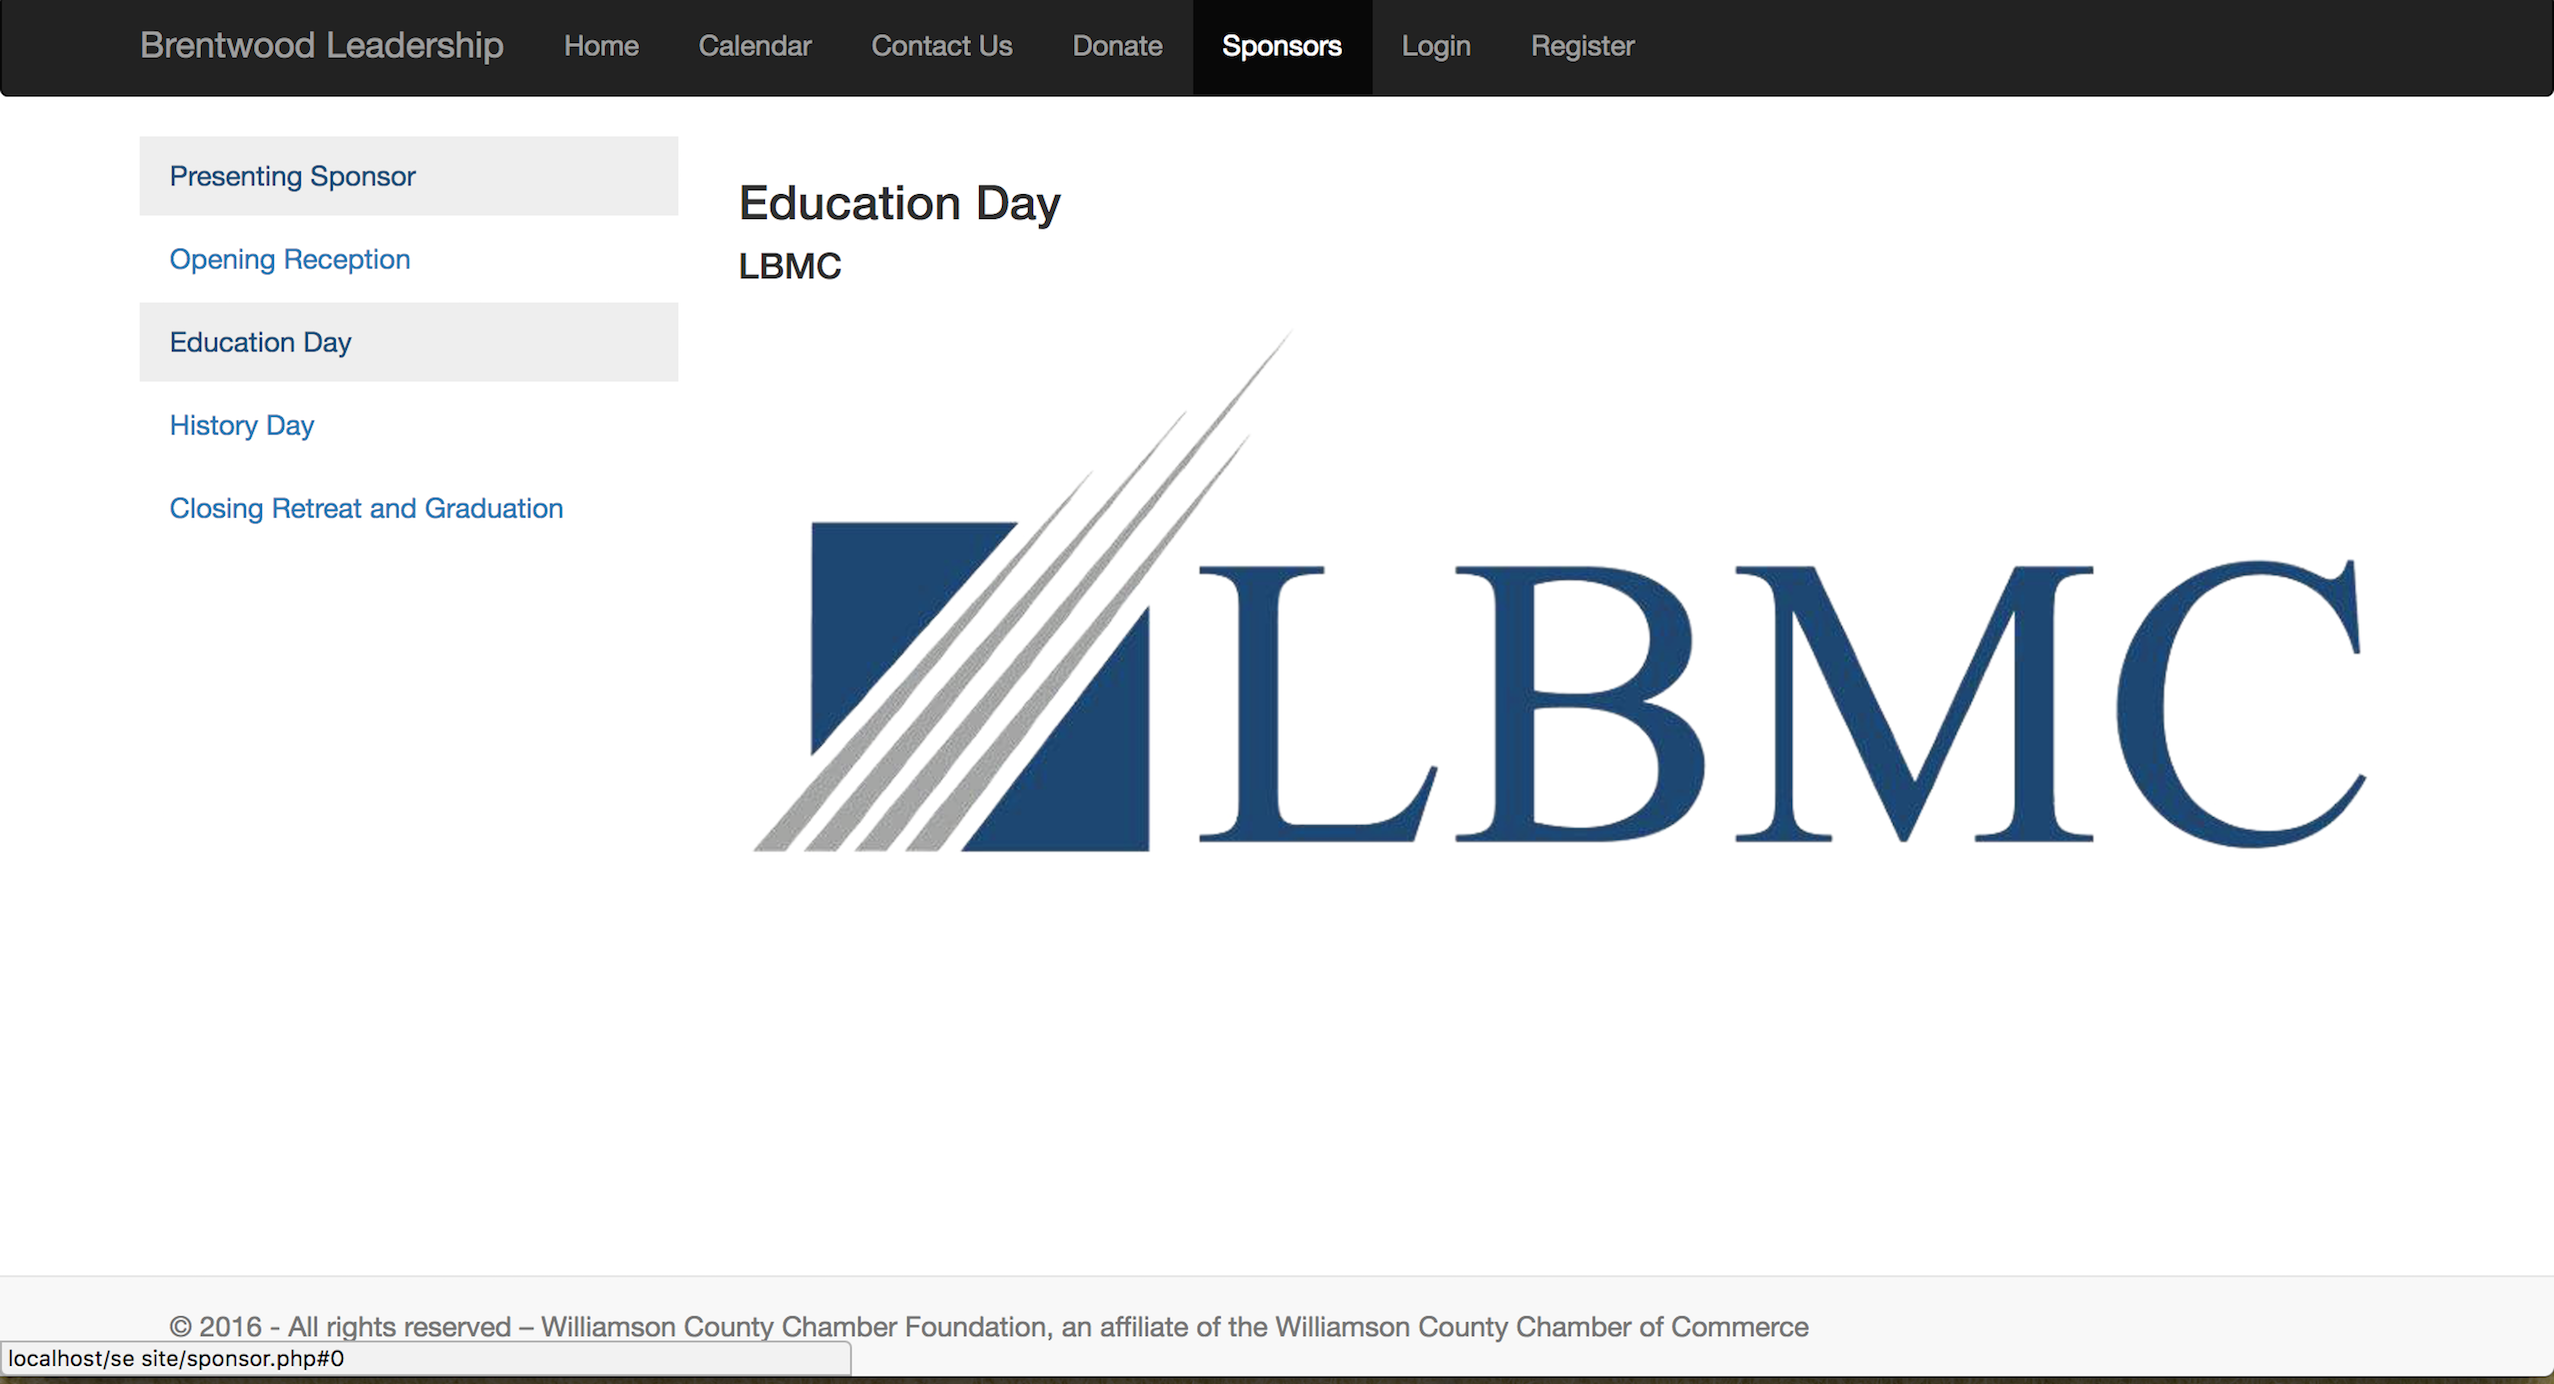 Brentwood Leadership Home Calendar Contact Us Donate Sponsors Login Register
Presenting Sponsor
Opening Reception
Education Day
History Day
Closing Retreat and Graduation
Education Day
LBMC
LBMC
© 2016 - All rights reserved – Williamson County Chamber Foundation, an affiliate of the Williamson County Chamber of Commerce
localhost/se site/sponsor.php#0